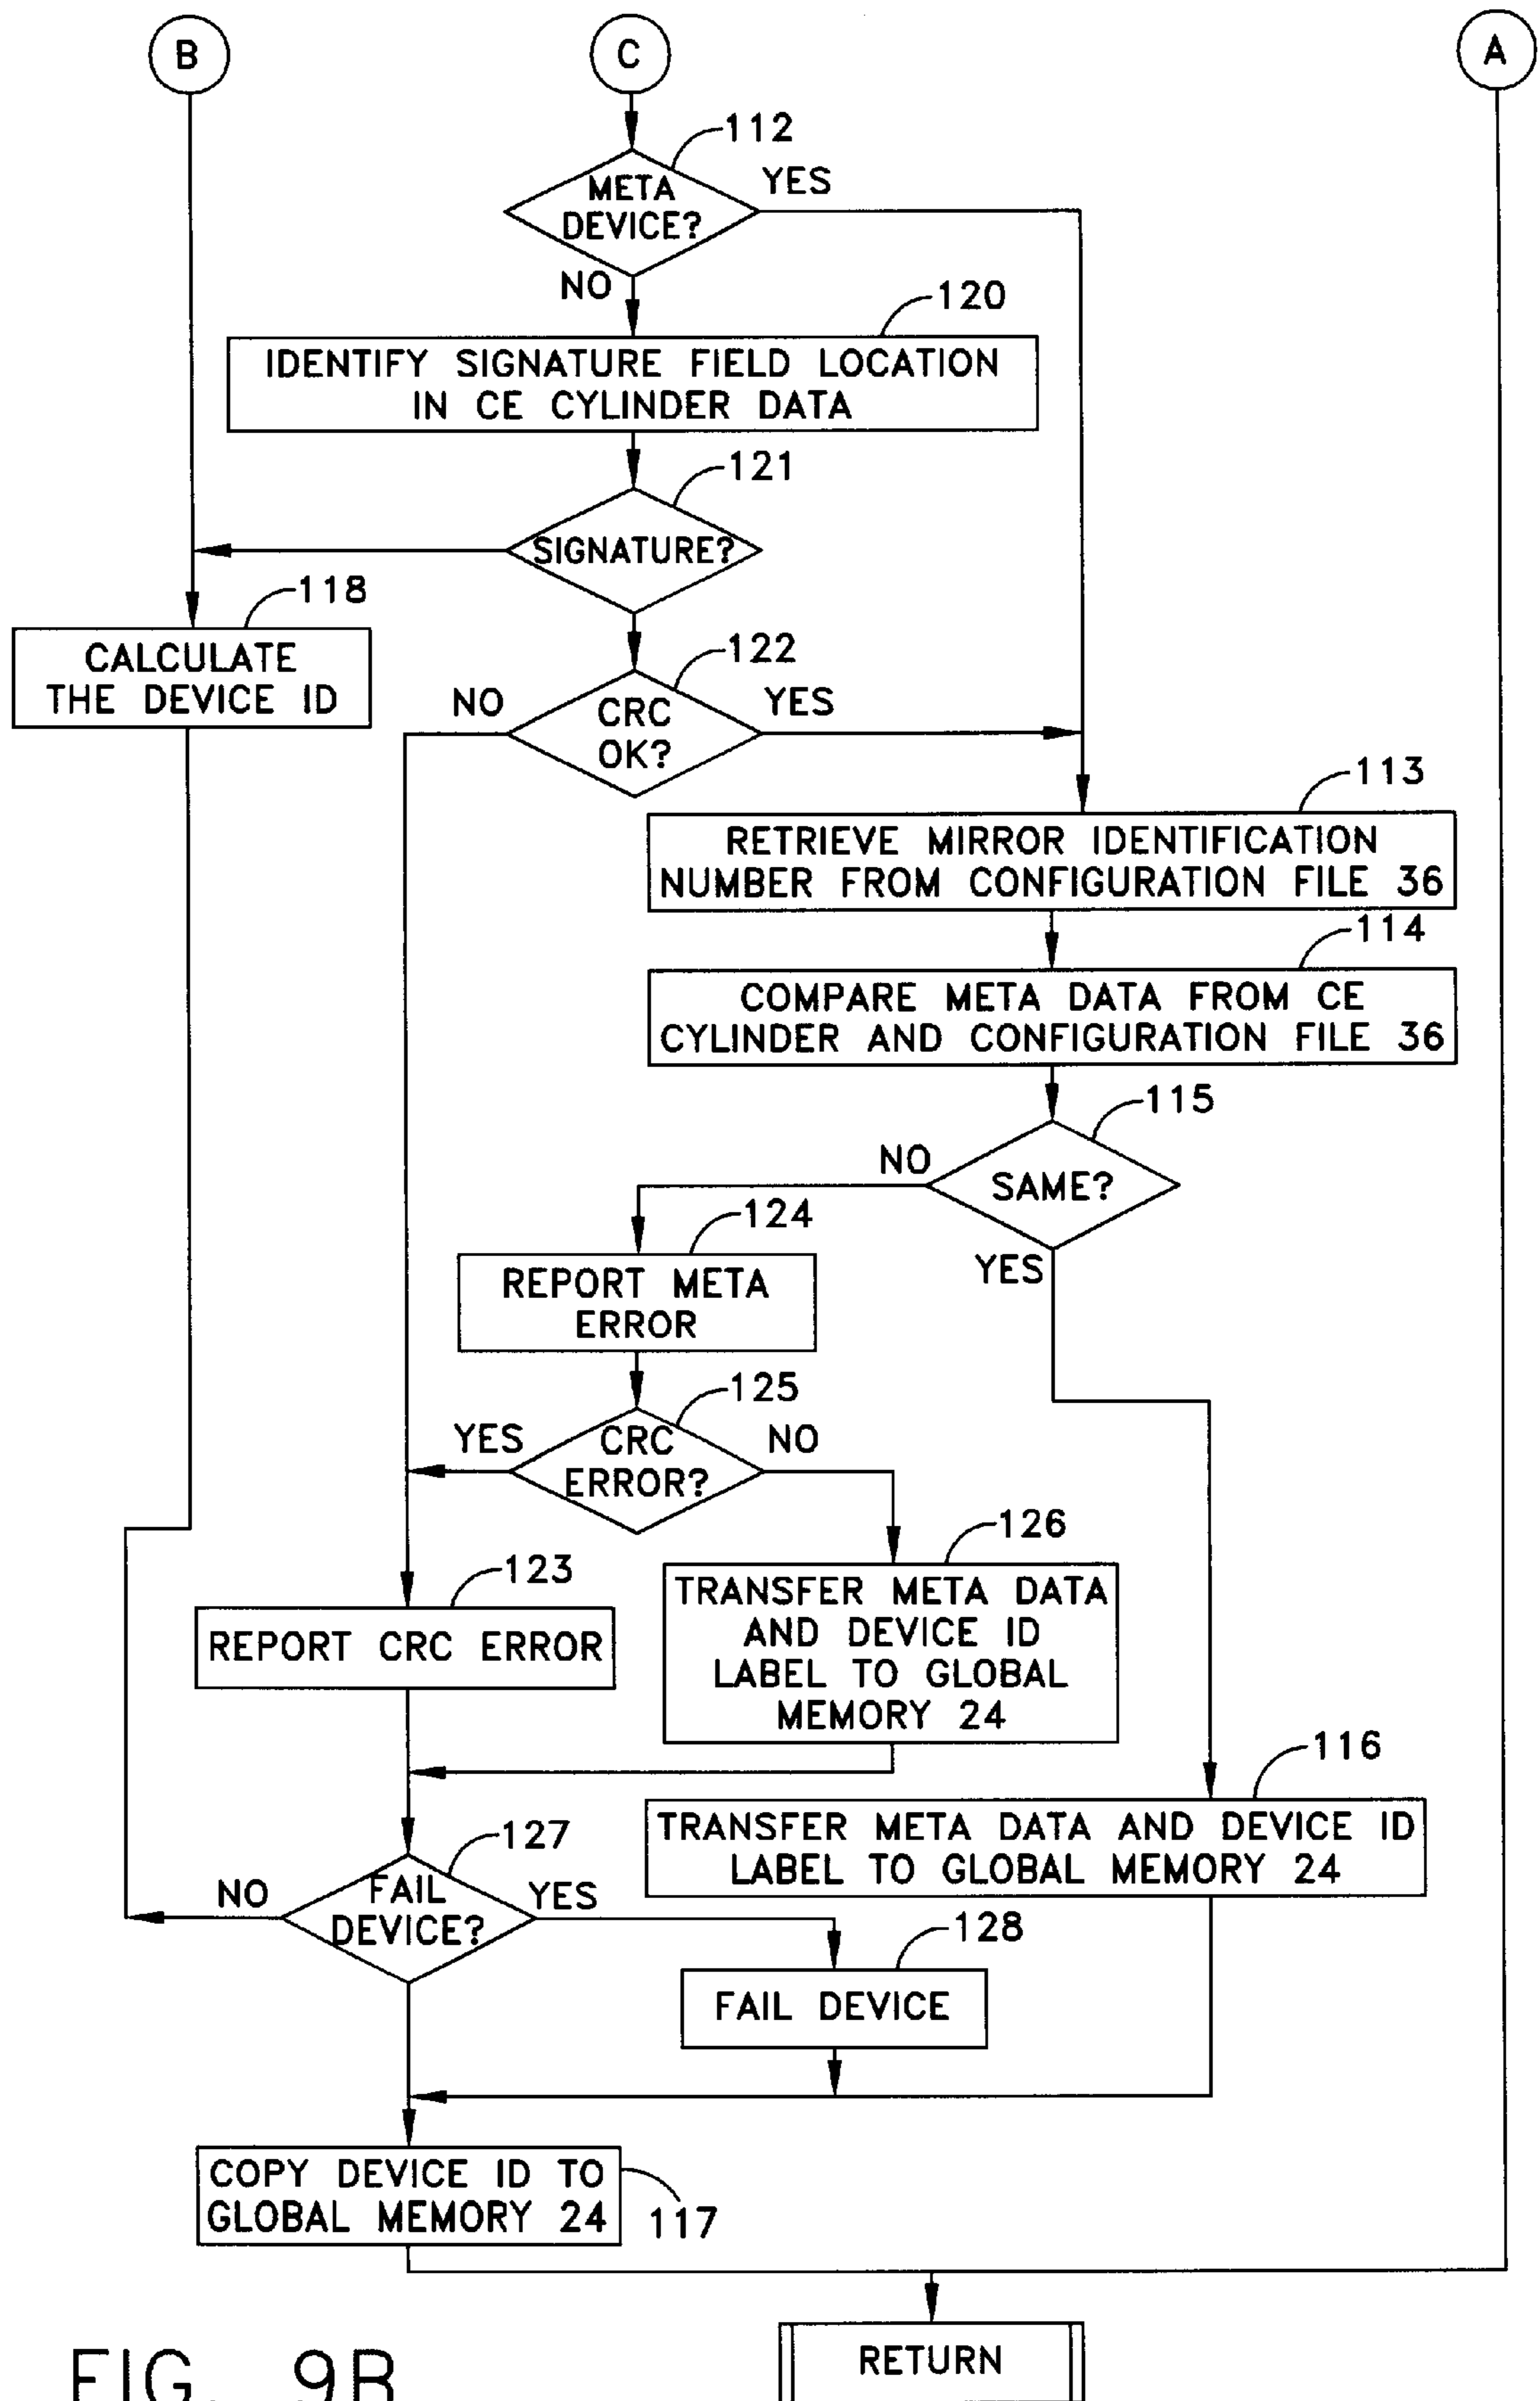 B
C
A
112
META
DEVICE?
YES
NO
120
IDENTIFY SIGNATURE FIELD LOCATION
IN CE CYLINDER DATA
121
SIGNATURE?
118
CALCULATE
THE DEVICE ID
122
NO
CRC
OK?
YES
113
RETRIEVE MIRROR IDENTIFICATION
NUMBER FROM CONFIGURATION FILE 36
114
COMPARE META DATA FROM CE
CYLINDER AND CONFIGURATION FILE 36
115
NO
SAME?
YES
124
REPORT META
ERROR
125
YES
CRC
ERROR?
NO
126
TRANSFER META DATA
AND DEVICE ID
LABEL TO GLOBAL
MEMORY 24
123
REPORT CRC ERROR
116
TRANSFER META DATA AND DEVICE ID
LABEL TO GLOBAL MEMORY 24
127
NO
FAIL
DEVICE?
YES
128
FAIL DEVICE
COPY DEVICE ID TO
GLOBAL MEMORY 24
117
RETURN
FIG. 9B